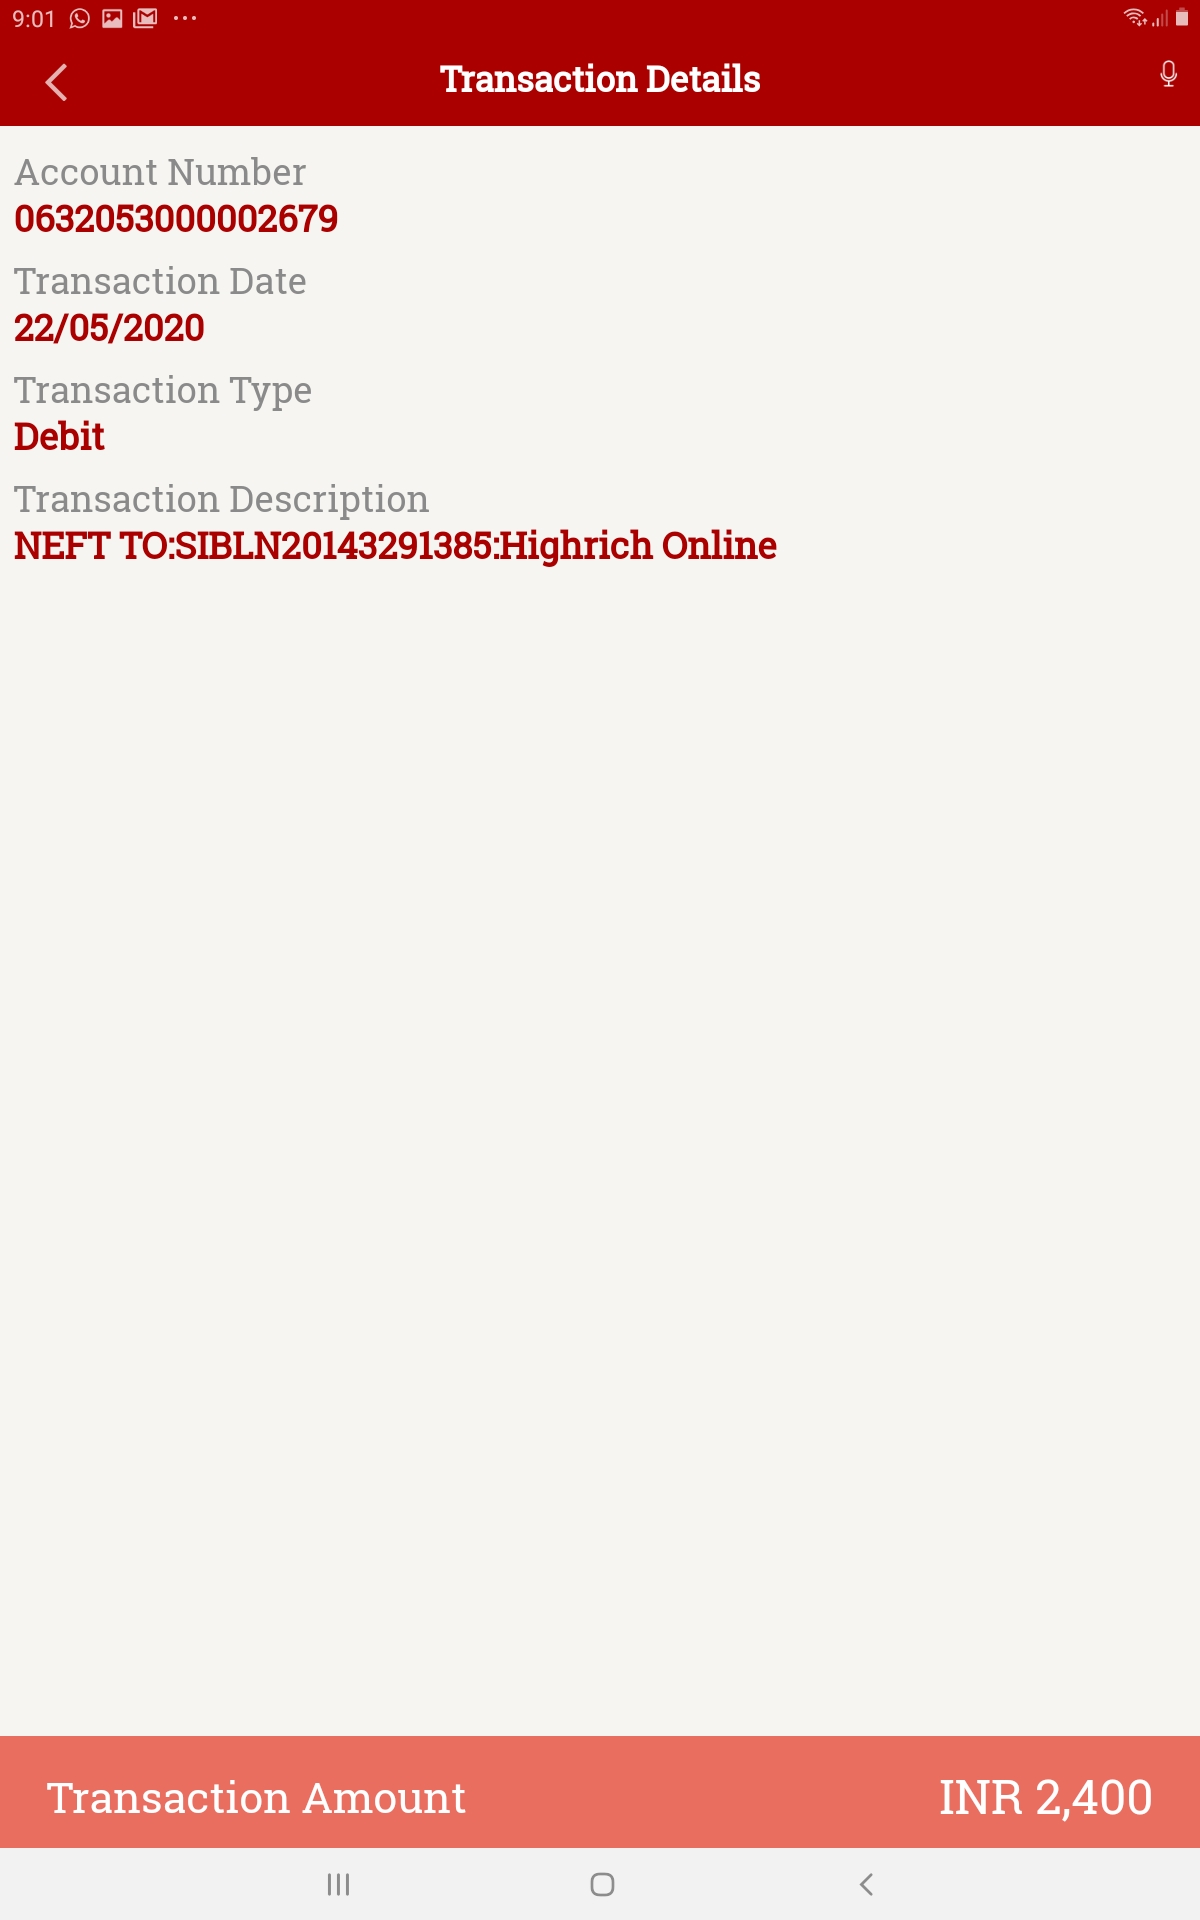 9:01
Transaction Details
Account Number
0632053000002679
Transaction Date
22/05/2020
Transaction Type
Debit
Transaction Description
NEFT TO:SIBLN20143291385:Highrich Online
Transaction Amount INR 2,400